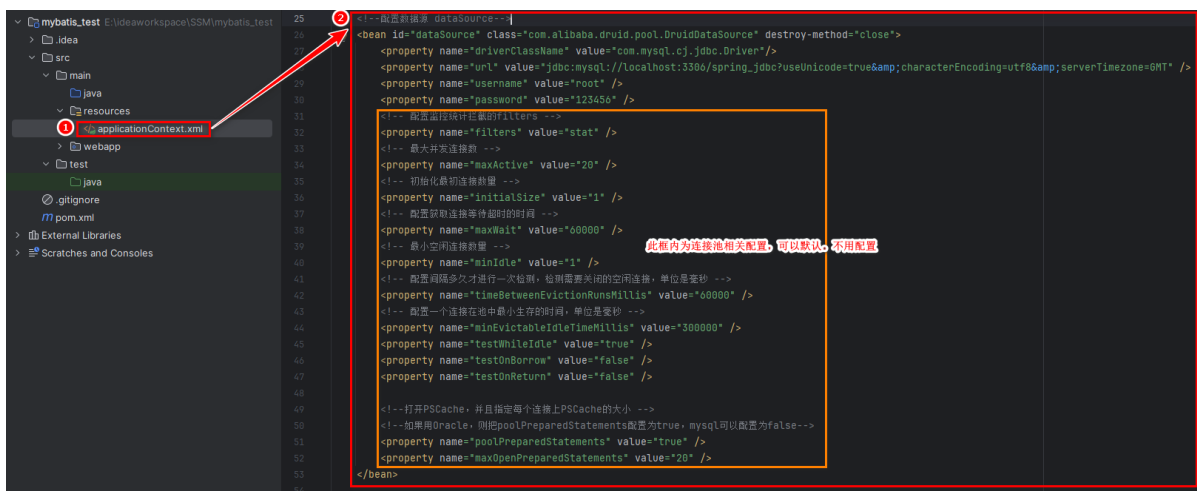 mybatis_test E:\ideaworkspace\SSM\mybatis_test
.idea
src
main
java
resources
1 applicationContext.xml
webapp
test
java
.gitignore
m pom.xml
External Libraries
Scratches and Consoles
2
25 <!--配置数据源 dataSource-->
26 <bean id="dataSource" class="com.alibaba.druid.pool.DruidDataSource" destroy-method="close">
27 <property name="driverClassName" value="com.mysql.cj.jdbc.Driver"/>
28 <property name="url" value="jdbc:mysql://localhost:3306/spring_jdbc?useUnicode=true&amp;characterEncoding=utf8&amp;serverTimezone=GMT" />
29 <property name="username" value="root" />
30 <property name="password" value="123456" />
31 <!-- 配置监控统计拦截的filters -->
32 <property name="filters" value="stat" />
33 <!-- 最大并发连接数 -->
34 <property name="maxActive" value="20" />
35 <!-- 初始化最初连接数量 -->
36 <property name="initialSize" value="1" />
37 <!-- 配置获取连接等待超时的时间 -->
38 <property name="maxWait" value="60000" />
39 <!-- 最小空闲连接数量 -->
40 <property name="minIdle" value="1" />
41 <!-- 配置间隔多久才进行一次检测，检测需要关闭的空闲连接，单位是毫秒 -->
42 <property name="timeBetweenEvictionRunsMillis" value="60000" />
43 <!-- 配置一个连接在池中最小生存的时间，单位是毫秒 -->
44 <property name="minEvictableIdleTimeMillis" value="300000" />
45 <property name="testWhileIdle" value="true" />
46 <property name="testOnBorrow" value="false" />
47 <property name="testOnReturn" value="false" />
48
49 <!--打开PSCache，并且指定每个连接上PSCache的大小 -->
50 <!--如果用Oracle，则把poolPreparedStatements配置为true，mysql可以配置为false-->
51 <property name="poolPreparedStatements" value="true" />
52 <property name="maxOpenPreparedStatements" value="20" />
53 </bean>
54
此框内为连接池相关配置，可以默认，不用配置